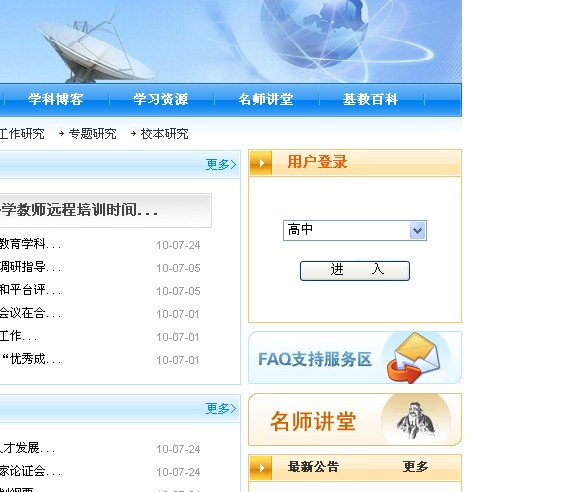 学科博客 学习资源 名师讲堂 基教百科
工作研究 专题研究 校本研究
更多>
学教师远程培训时间...
教育学科... 10-07-24
调研指导... 10-07-05
和平台评... 10-07-05
会议在合... 10-07-01
工作... 10-07-01
“优秀成... 10-07-01
更多>
人才发展... 10-07-24
家论证会... 10-07-24
用户登录
高中
进 入
FAQ支持服务区
名师讲堂
最新公告 更多